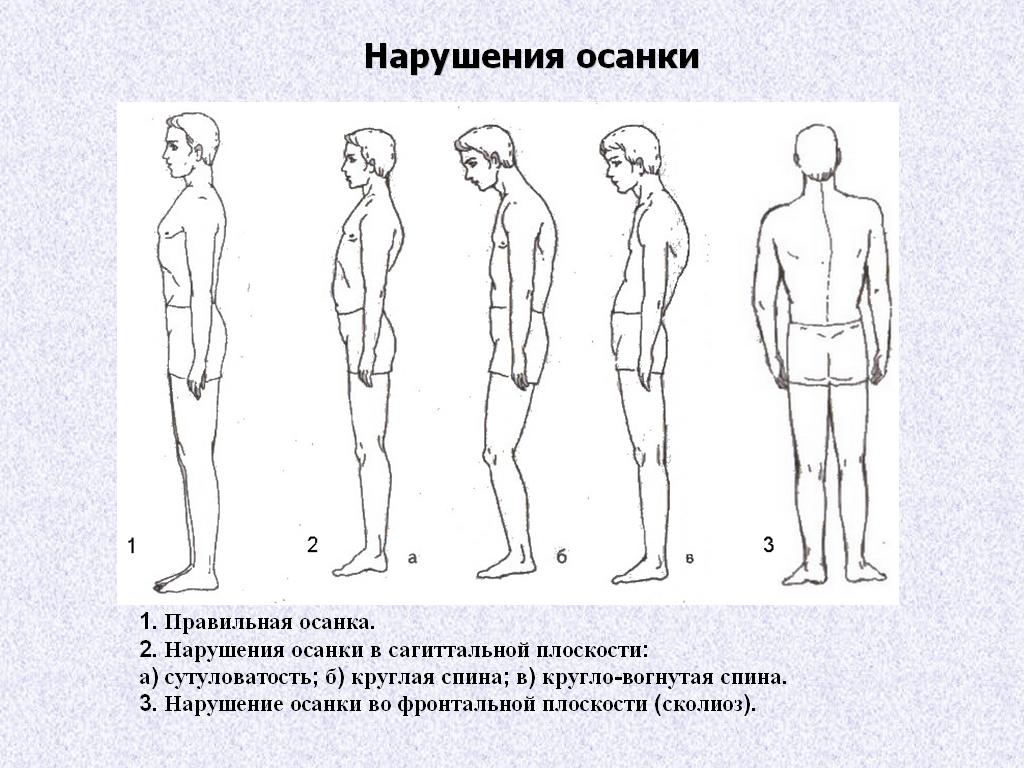 Нарушения осанки
1
2
а
б
в
3
1. Правильная осанка.
2. Нарушения осанки в сагиттальной плоскости:
а) сутуловатость; б) круглая спина; в) кругло-вогнутая спина.
3. Нарушение осанки во фронтальной плоскости (сколиоз).